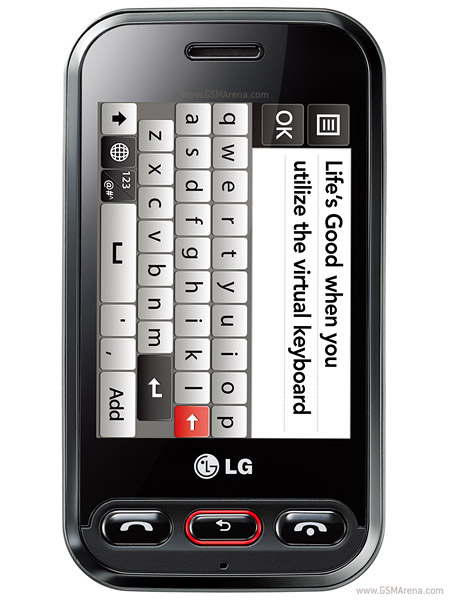 www.GSMArena.com
Life's Good when you
utilize the virtual keyboard
OK
q w e r t y u i o p
a s d f g h j k l
z x c v b n m
123
@#^
' , Add
LG
www.GSMArena.com